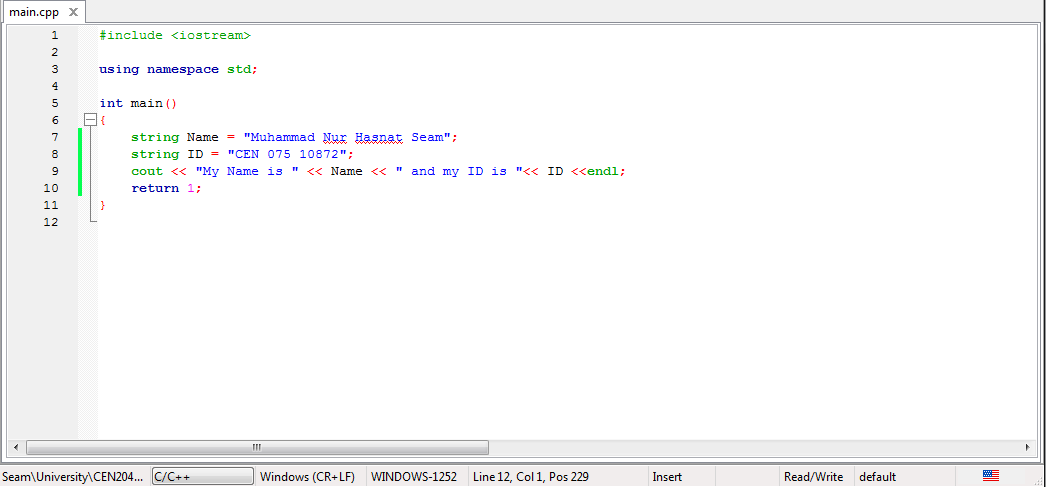 main.cpp X
1 #include <iostream>
2
3 using namespace std;
4
5 int main()
6 {
7 string Name = "Muhammad Nur Hasnat Seam";
8 string ID = "CEN 075 10872";
9 cout << "My Name is " << Name << " and my ID is "<< ID <<endl;
10 return 1;
11 }
12
Seam\University\CEN204... C/C++ Windows (CR+LF) WINDOWS-1252 Line 12, Col 1, Pos 229 Insert Read/Write default